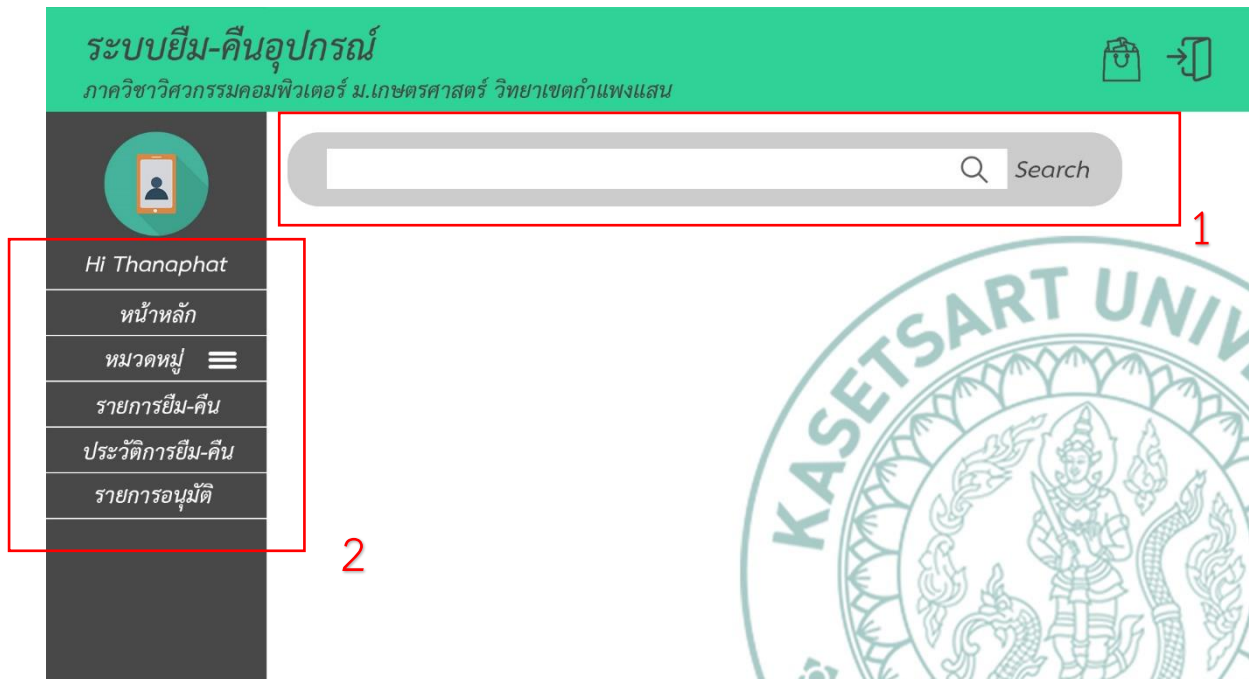 ระบบยืม-คืนอุปกรณ์
ภาควิชาวิศวกรรมคอมพิวเตอร์ ม.เกษตรศาสตร์ วิทยาเขตกำแพงแสน
Search
1
Hi Thanaphat
หน้าหลัก
หมวดหมู่
รายการยืม-คืน
ประวัติการยืม-คืน
รายการอนุมัติ
2
KASETSART UNIV